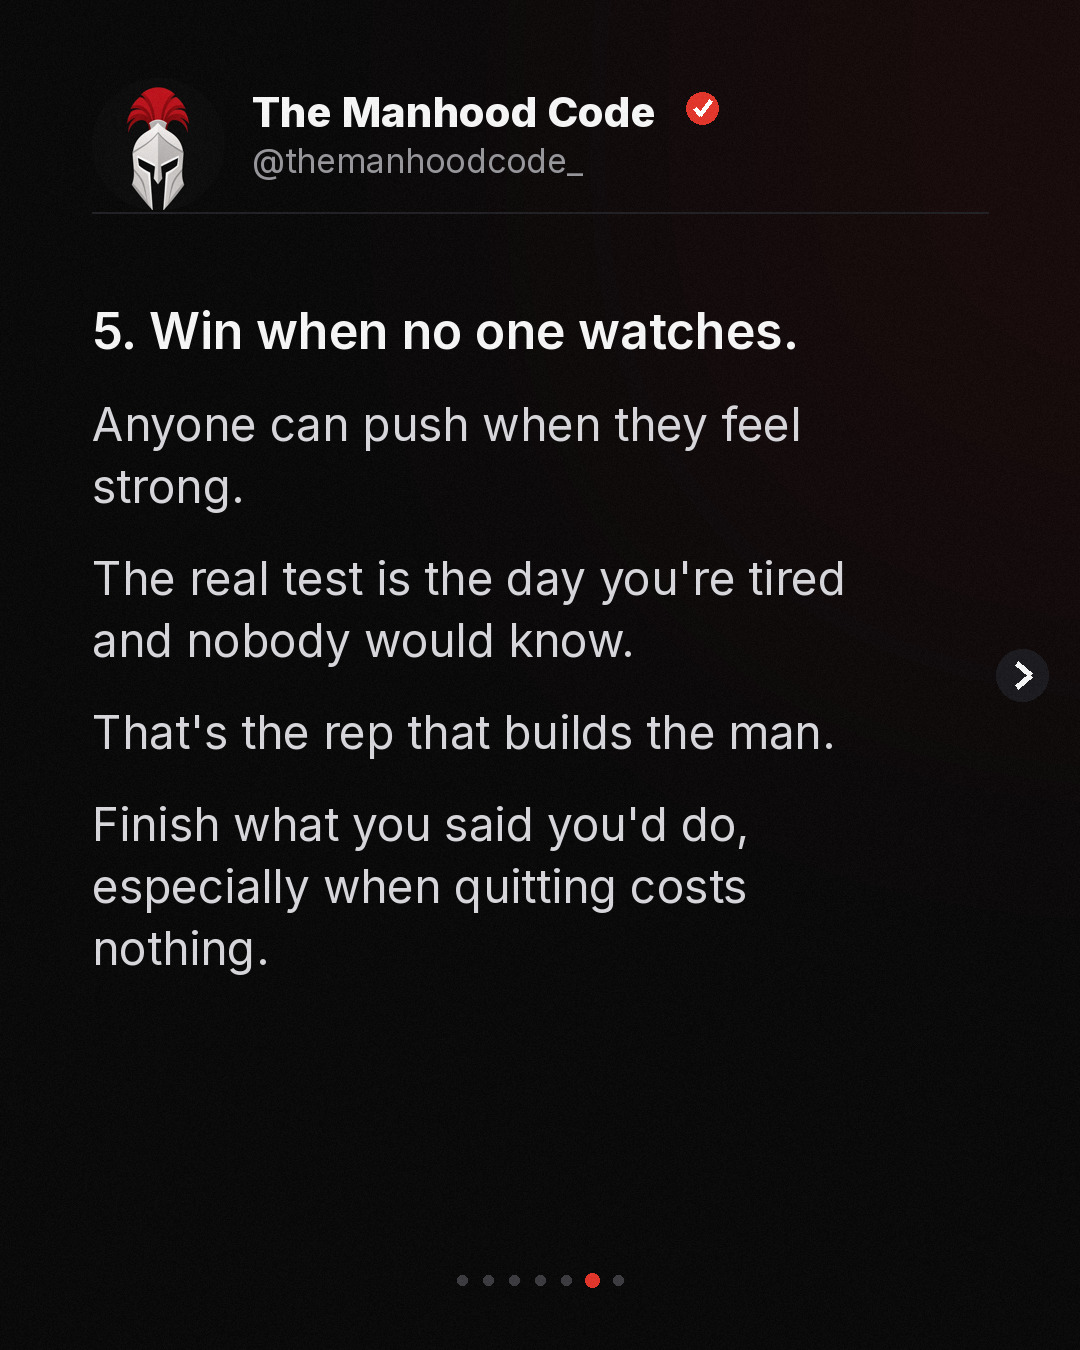 The Manhood Code
@themanhoodcode_
5. Win when no one watches.
Anyone can push when they feel
strong.
The real test is the day you're tired
and nobody would know.
That's the rep that builds the man.
Finish what you said you'd do,
especially when quitting costs
nothing.